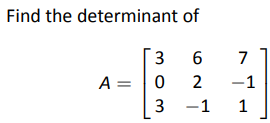 Find the determinant of
3 6 7
A = 0 2 −1
3 −1 1